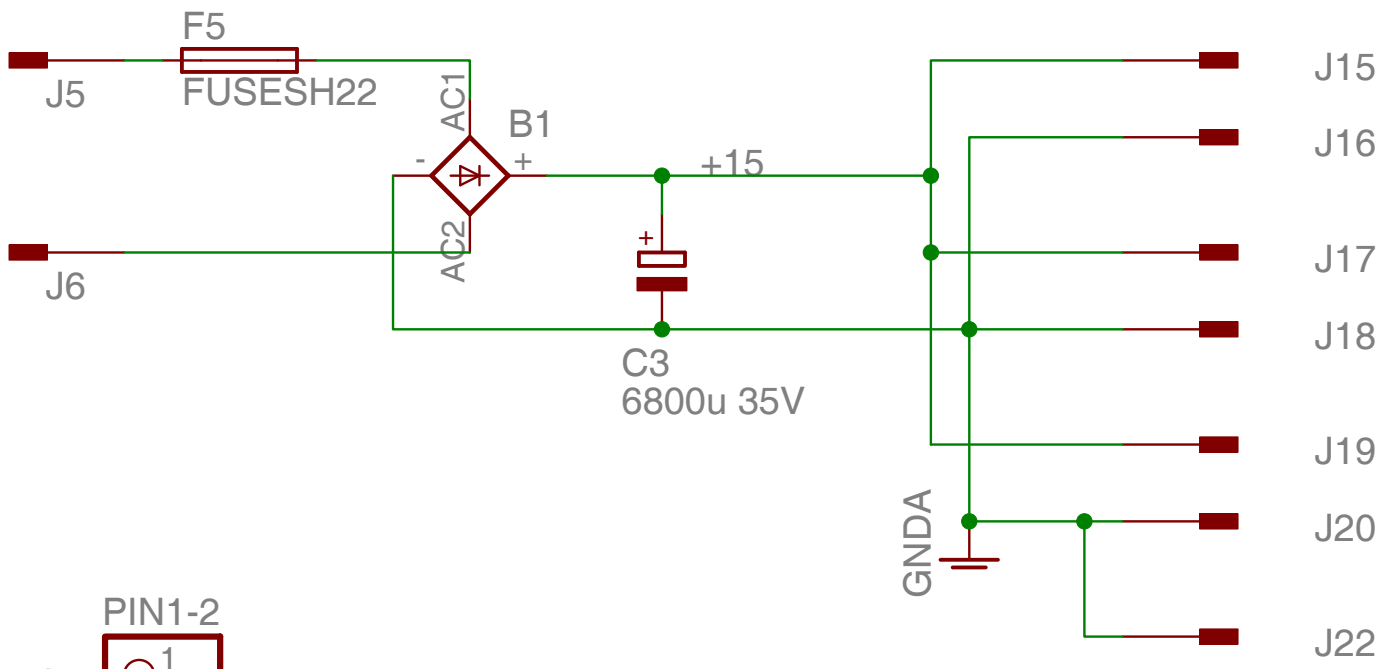 F5
J5
FUSESH22
AC1
B1
-
+
+15
AC2
J6
+
C3
6800u 35V
J15
J16
J17
J18
J19
GNDA
J20
J22
PIN1-2
1